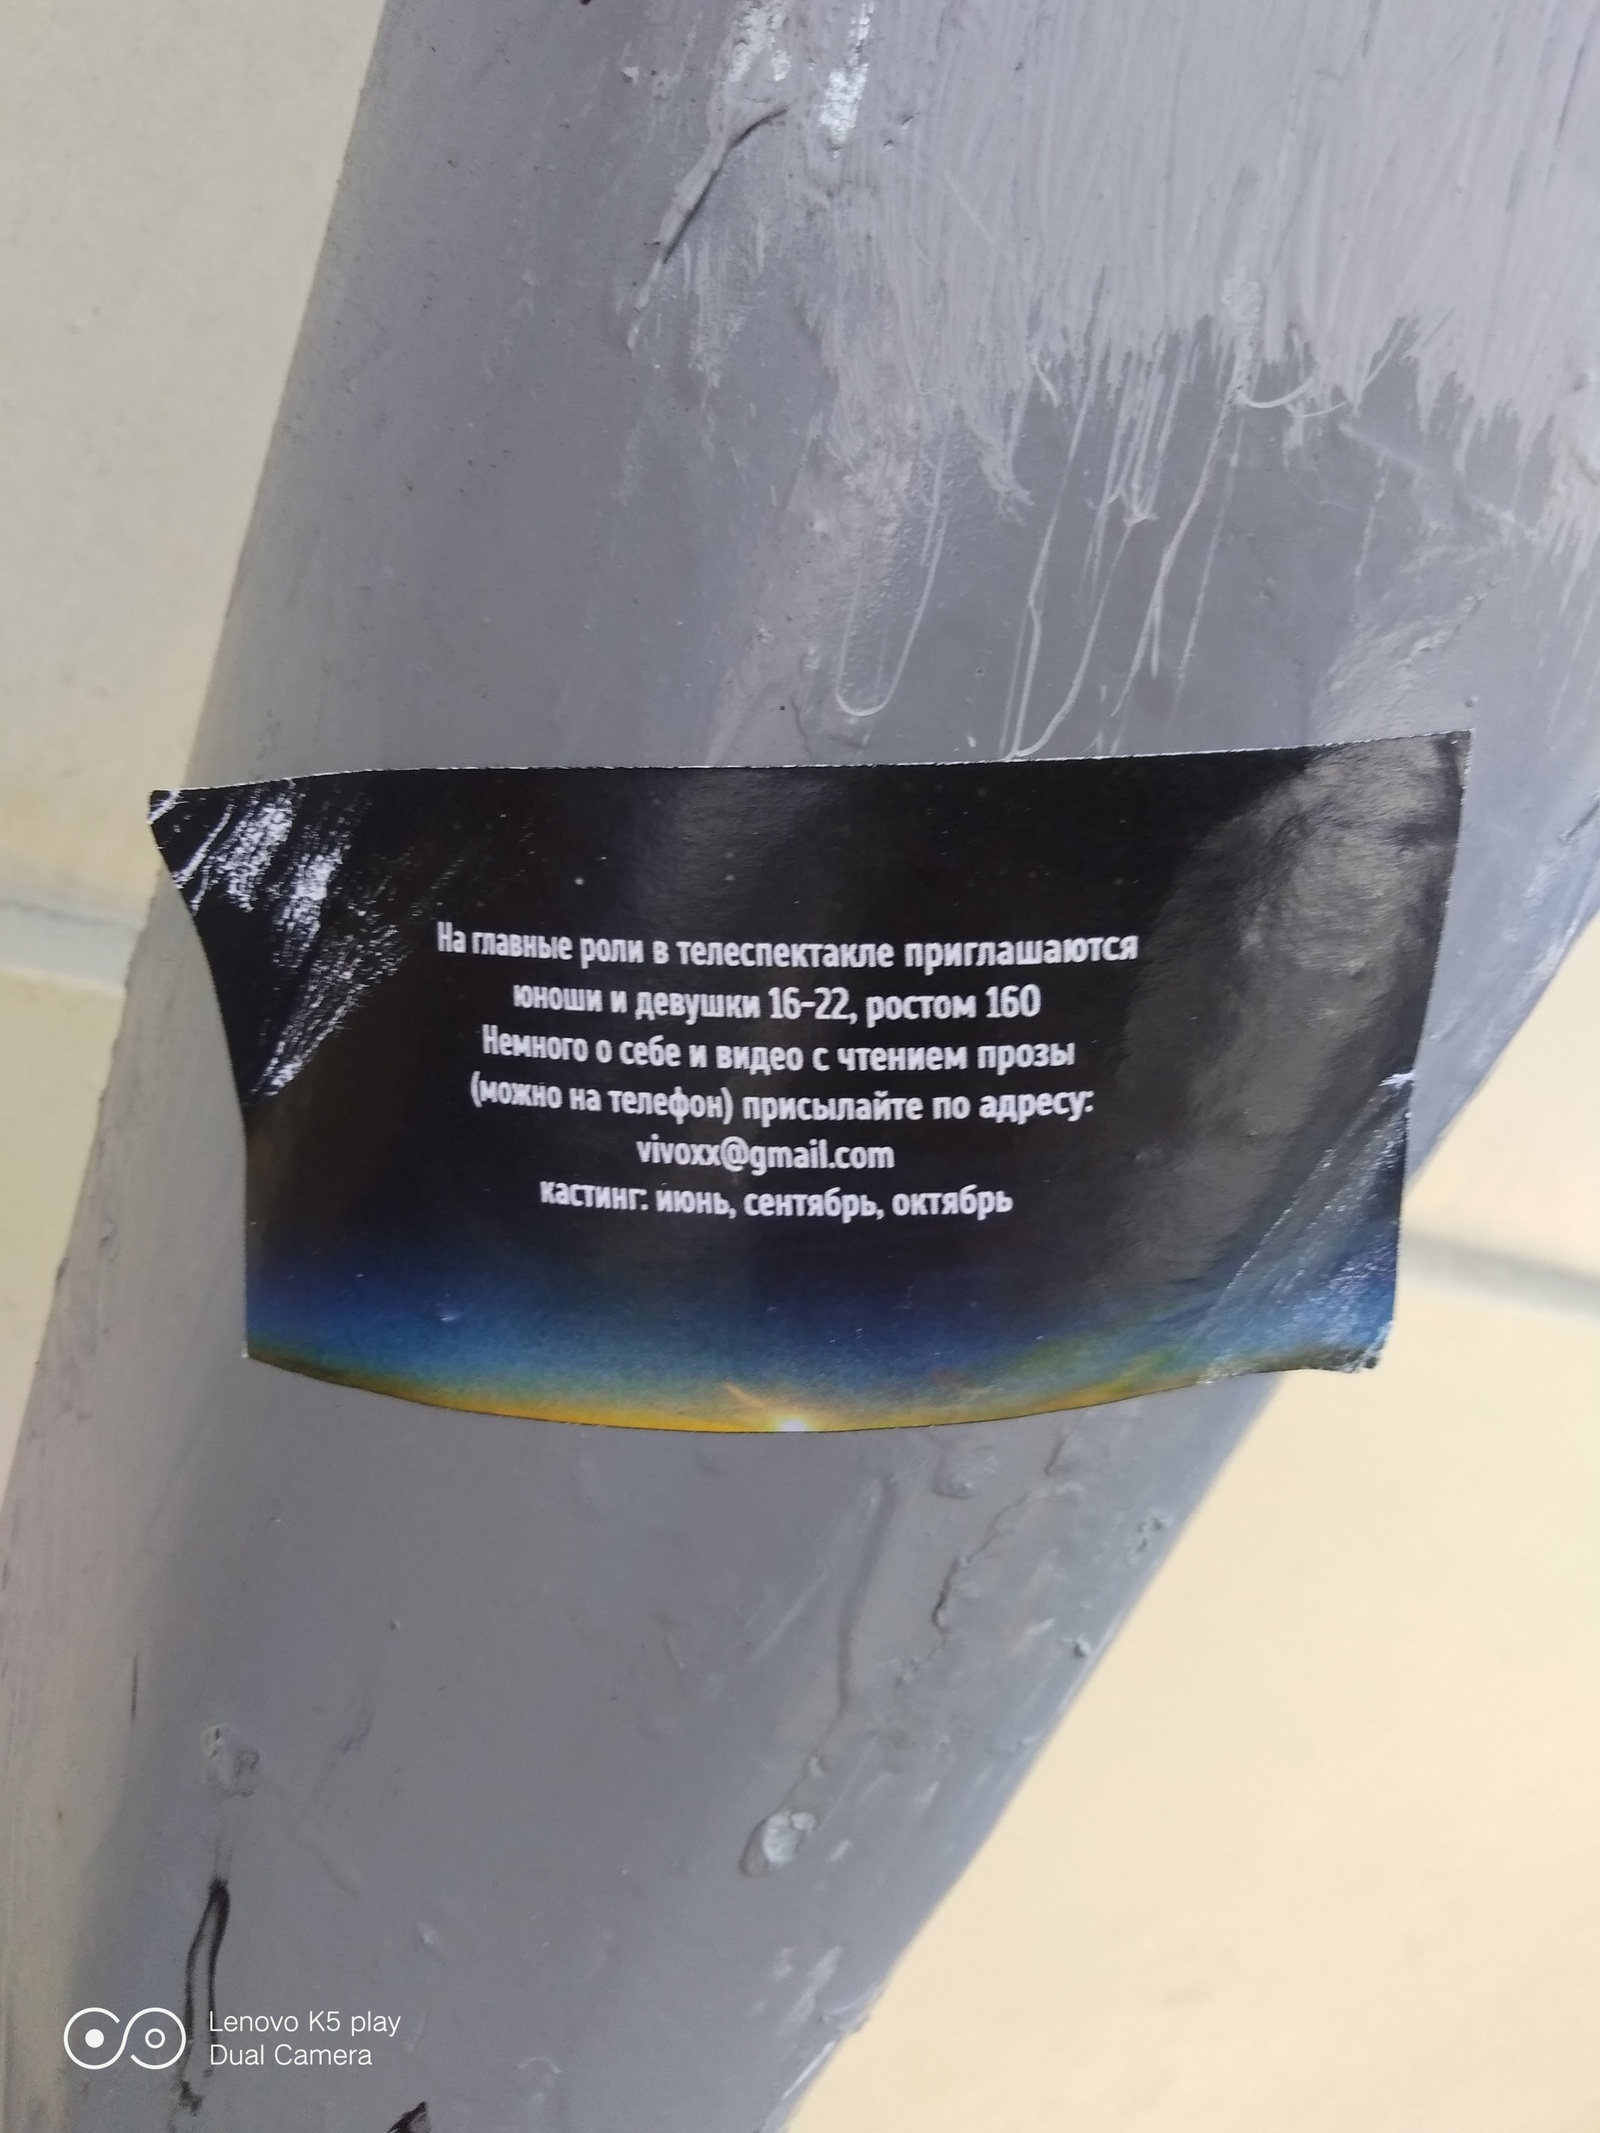 На главные роли в телеспектакле приглашаются
юноши и девушки 16-22, ростом 160
Немного о себе и видео с чтением прозы
(можно на телефон) присылайте по адресу:
vivoxx@gmail.com
кастинг: июнь, сентябрь, октябрь
Lenovo K5 play
Dual Camera